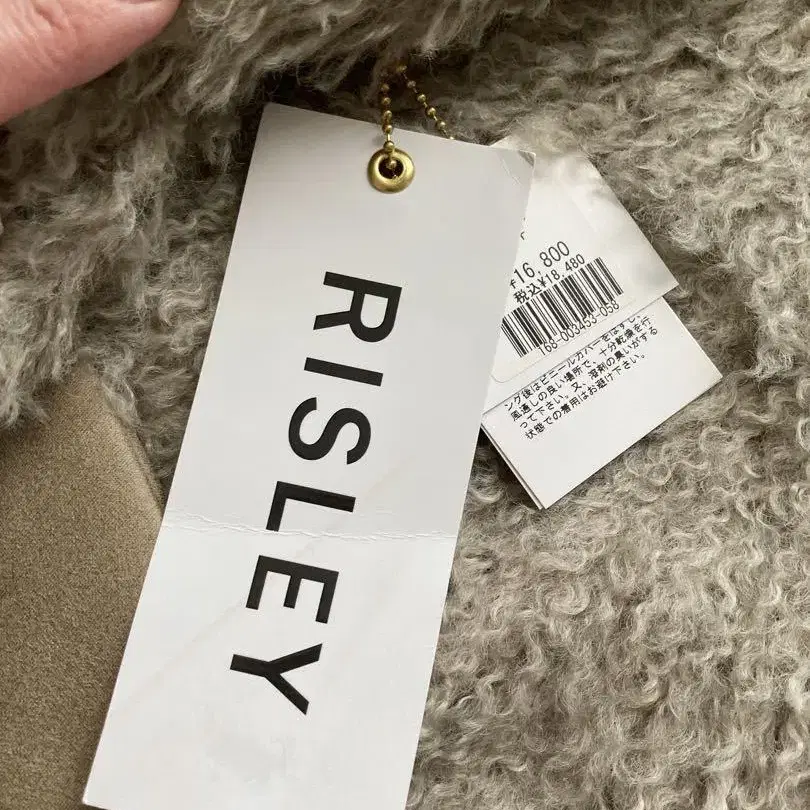 RISLEY
¥16,800
税込¥18,480
168-003453-058
ング後はビニールカバーをはずし、
風通しの良い場所で、十分乾燥を行
って下さい。又、溶剤の臭いがする
状態での着用はお避け下さい。